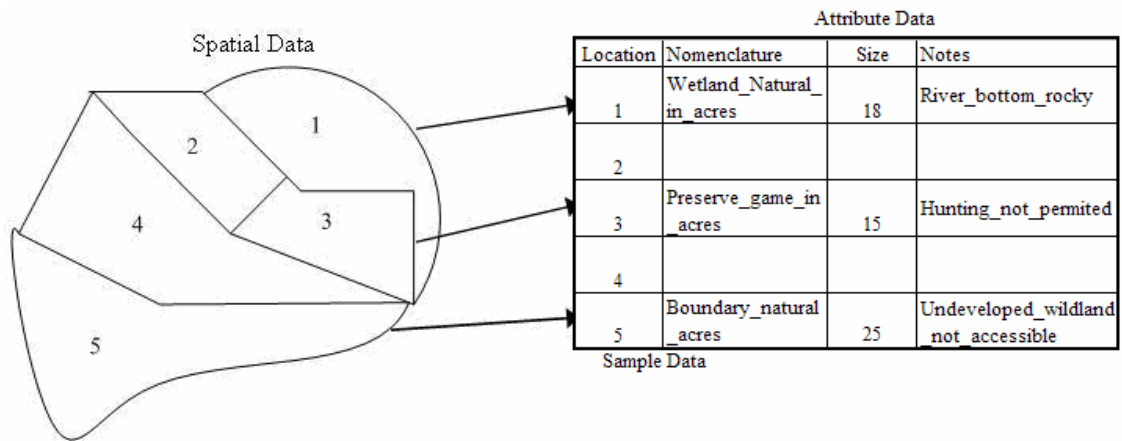 Spatial Data
1
2
3
4
5
Attribute Data
Location Nomenclature Size Notes
1 Wetland_Natural_ 18 River_bottom_rocky
in_acres
2
3 Preserve_game_in 15 Hunting_not_permited
_acres
4
5 Boundary_natural 25 Undeveloped_wildland
_acres _not_accessible
Sample Data